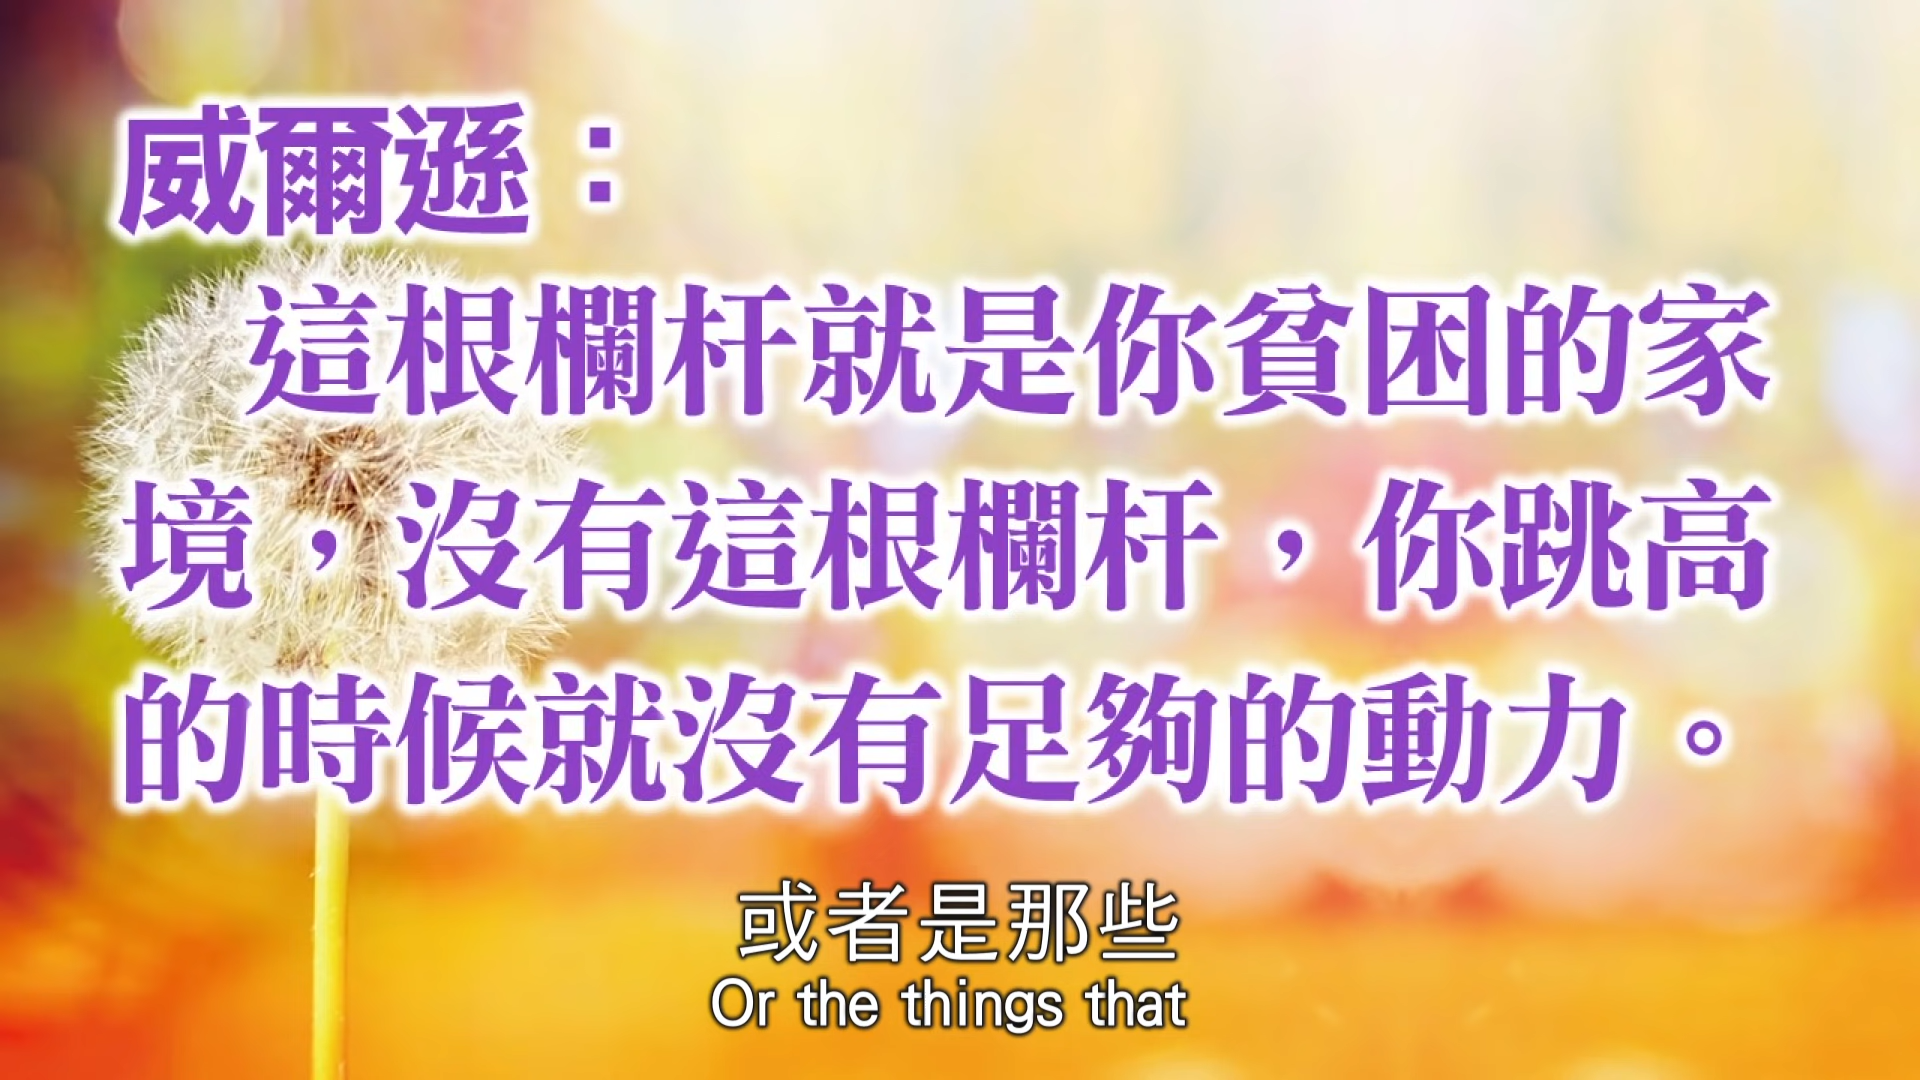 威爾遜：
這根欄杆就是你貧困的家
境，沒有這根欄杆，你跳高
的時候就沒有足夠的動力。
或者是那些
Or the things that